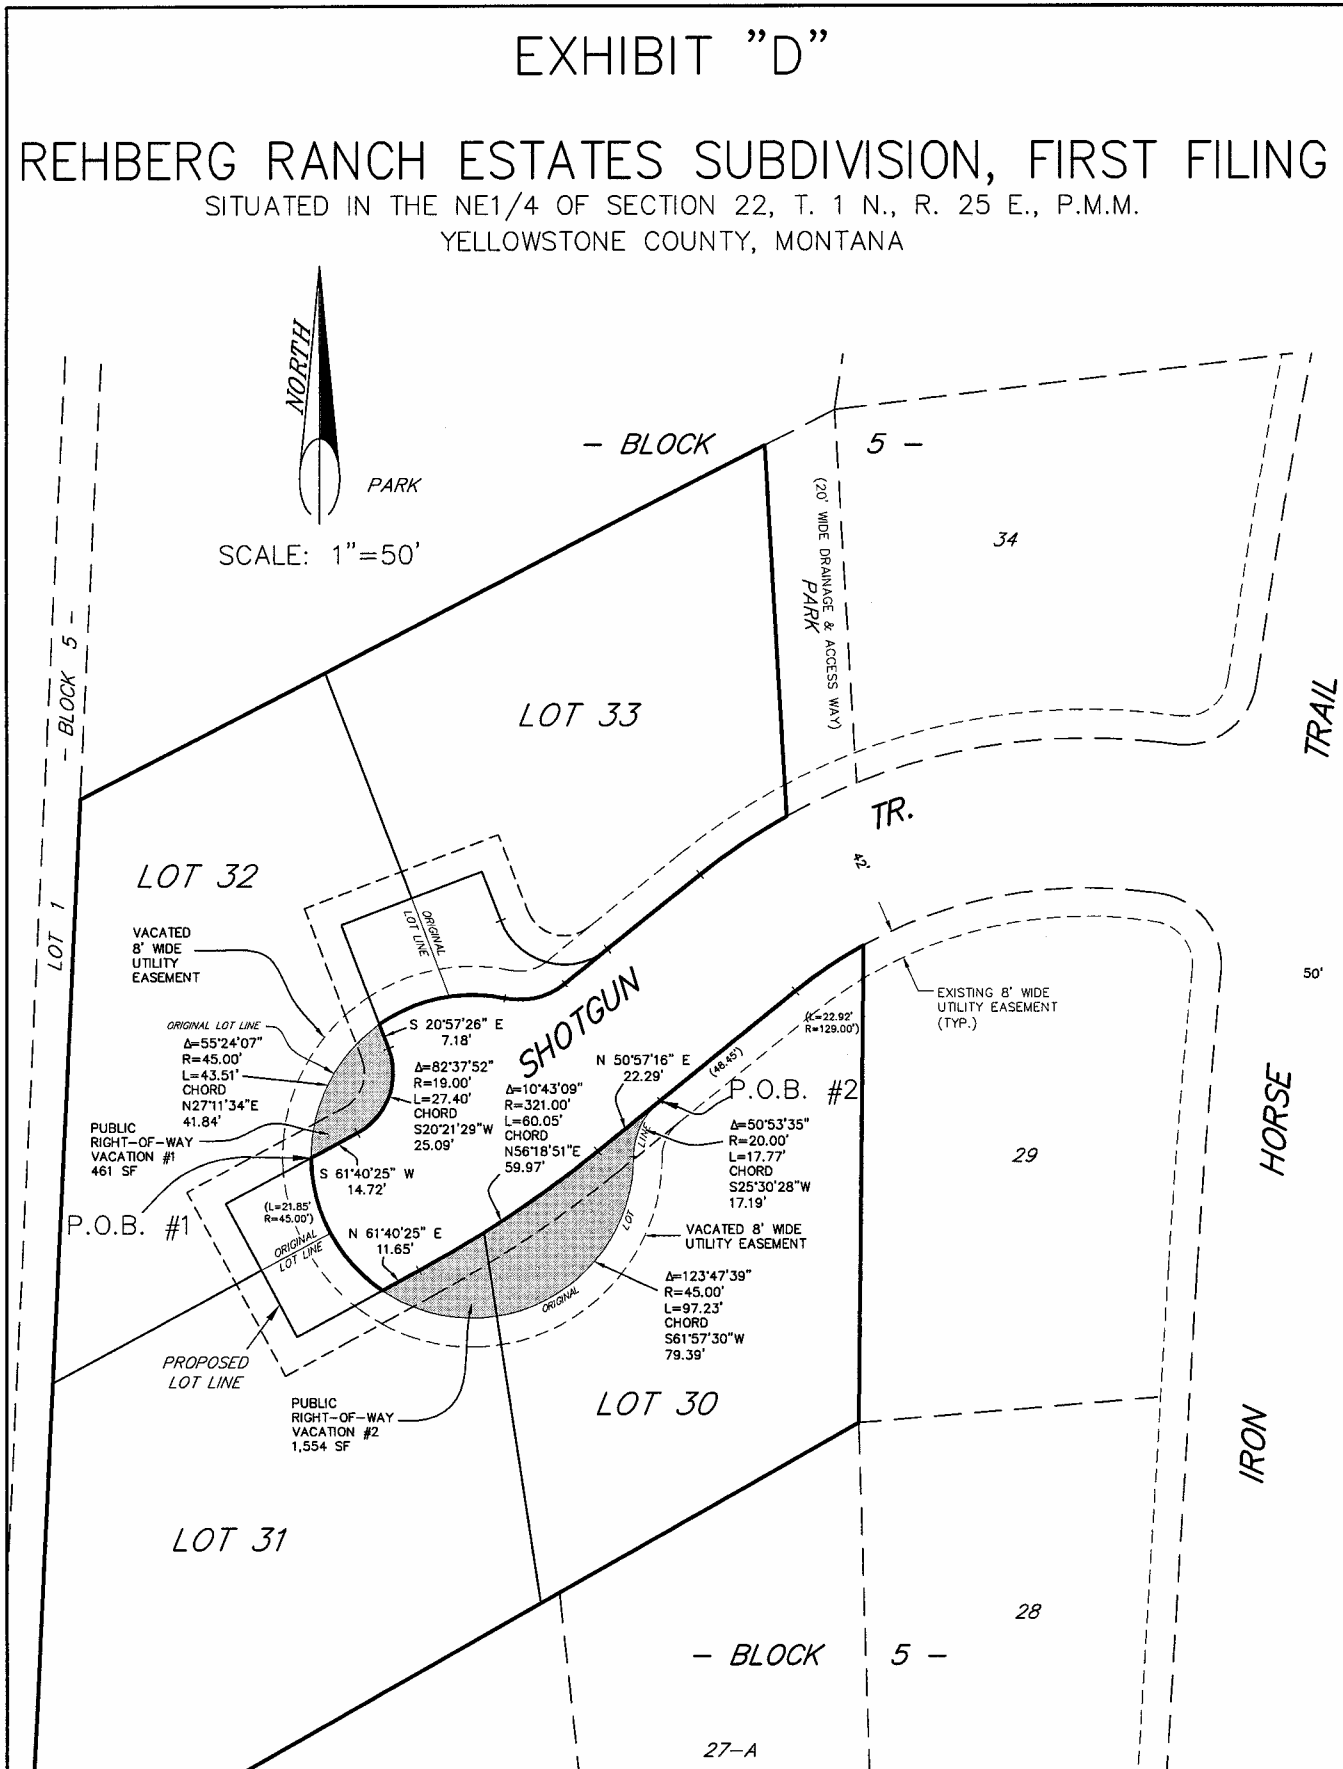 EXHIBIT "D"
REHBERG RANCH ESTATES SUBDIVISION, FIRST FILING
SITUATED IN THE NE1/4 OF SECTION 22, T. 1 N., R. 25 E., P.M.M.
YELLOWSTONE COUNTY, MONTANA
NORTH
PARK
SCALE: 1"=50'
- BLOCK 5 -
34
(20' WIDE DRAINAGE & ACCESS WAY)
PARK
- BLOCK 5 -
LOT 1
LOT 33
TRAIL
TR.
42'
LOT 32
ORIGINAL
LOT LINE
VACATED
8' WIDE
UTILITY
EASEMENT
50'
EXISTING 8' WIDE
UTILITY EASEMENT
(TYP.)
SHOTGUN
(L=22.92'
R=129.00')
ORIGINAL LOT LINE
Δ=55°24'07"
R=45.00'
L=43.51'
CHORD
N27°11'34"E
41.84'
S 20°57'26" E
7.18'
Δ=82°37'52"
R=19.00'
L=27.40'
CHORD
S20°21'29"W
25.09'
Δ=10°43'09"
R=321.00'
L=60.05'
CHORD
N56°18'51"E
59.97'
N 50°57'16" E
22.29'
(48.45')
P.O.B. #2
Δ=50°53'35"
R=20.00'
L=17.77'
CHORD
S25°30'28"W
17.19'
HORSE
29
PUBLIC
RIGHT-OF-WAY
VACATION #1
461 SF
S 61°40'25" W
14.72'
P.O.B. #1
(L=21.85'
R=45.00')
ORIGINAL
LOT LINE
N 61°40'25" E
11.65'
LINE
LOT
ORIGINAL
VACATED 8' WIDE
UTILITY EASEMENT
Δ=123°47'39"
R=45.00'
L=97.23'
CHORD
S61°57'30"W
79.39'
PROPOSED
LOT LINE
PUBLIC
RIGHT-OF-WAY
VACATION #2
1,554 SF
LOT 30
IRON
LOT 31
28
- BLOCK 5 -
27-A